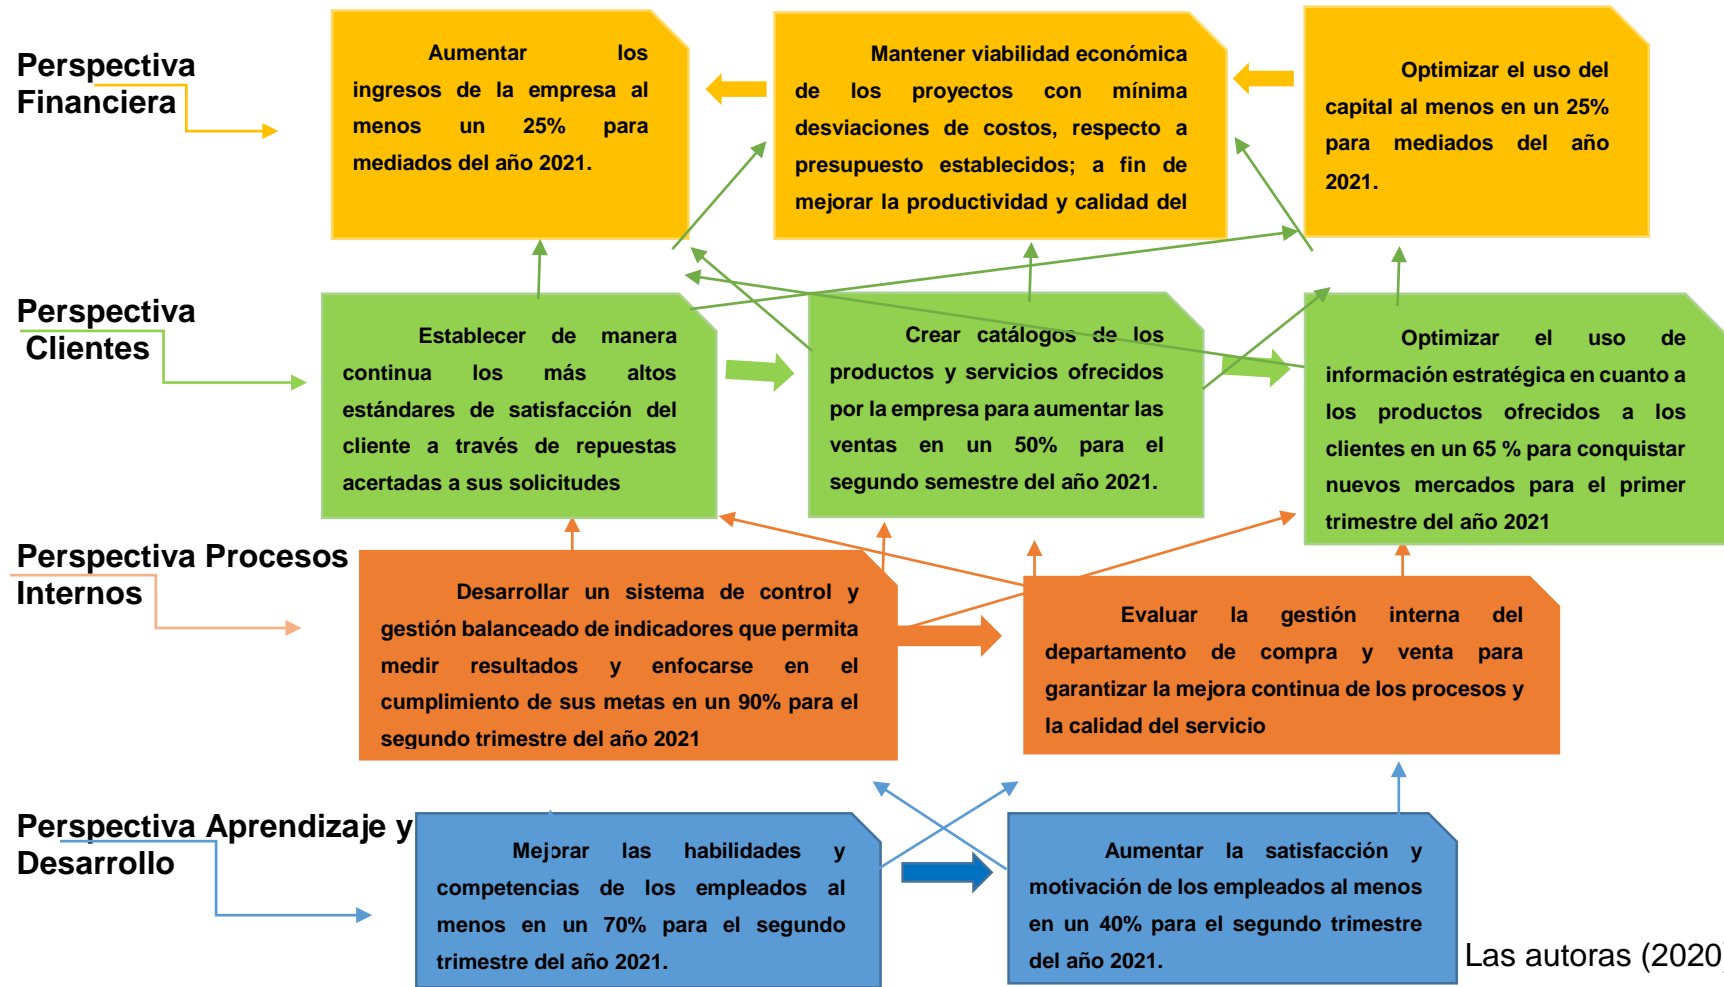 Perspectiva
Financiera
Aumentar los
ingresos de la empresa al
menos un 25% para
mediados del año 2021.
Mantener viabilidad económica
de los proyectos con mínima
desviaciones de costos, respecto a
presupuesto establecidos; a fin de
mejorar la productividad y calidad del
Optimizar el uso del
capital al menos en un 25%
para mediados del año
2021.
Perspectiva
Clientes
Establecer de manera
continua los más altos
estándares de satisfacción del
cliente a través de repuestas
acertadas a sus solicitudes
Crear catálogos de los
productos y servicios ofrecidos
por la empresa para aumentar las
ventas en un 50% para el
segundo semestre del año 2021.
Optimizar el uso de
información estratégica en cuanto a
los productos ofrecidos a los
clientes en un 65 % para conquistar
nuevos mercados para el primer
trimestre del año 2021
Perspectiva Procesos
Internos
Desarrollar un sistema de control y
gestión balanceado de indicadores que permita
medir resultados y enfocarse en el
cumplimiento de sus metas en un 90% para el
segundo trimestre del año 2021
Evaluar la gestión interna del
departamento de compra y venta para
garantizar la mejora continua de los procesos y
la calidad del servicio
Perspectiva Aprendizaje y
Desarrollo
Mejorar las habilidades y
competencias de los empleados al
menos en un 70% para el segundo
trimestre del año 2021.
Aumentar la satisfacción y
motivación de los empleados al menos
en un 40% para el segundo trimestre
del año 2021.
Las autoras (2020)